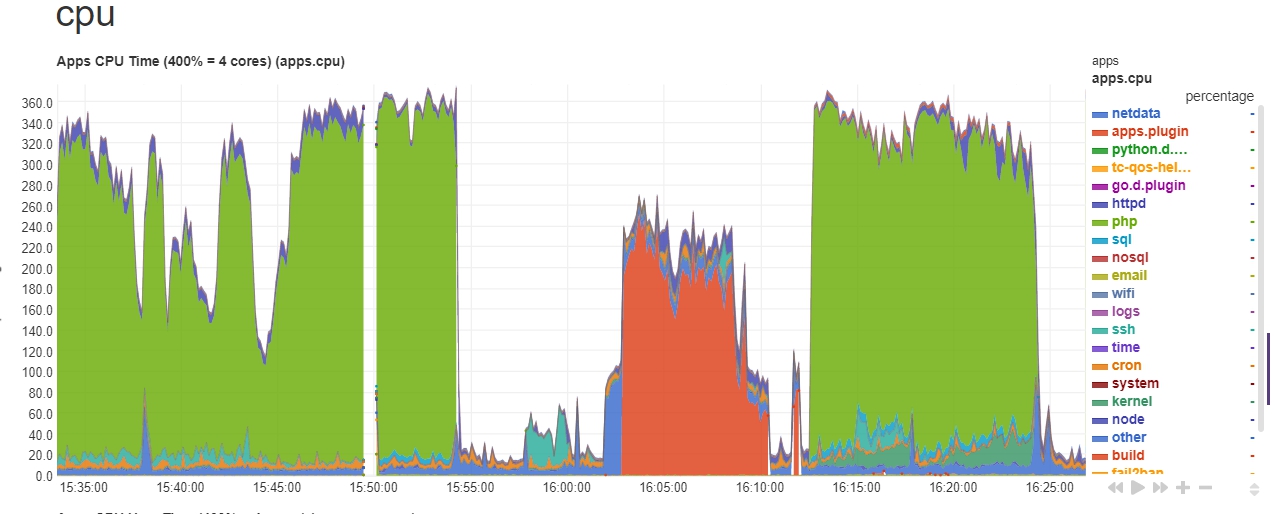 cpu
Apps CPU Time (400% = 4 cores) (apps.cpu)
apps
apps.cpu
percentage
360.0
340.0
320.0
300.0
280.0
260.0
240.0
220.0
200.0
180.0
160.0
140.0
120.0
100.0
80.0
60.0
40.0
20.0
0.0
15:35:00 15:40:00 15:45:00 15:50:00 15:55:00 16:00:00 16:05:00 16:10:00 16:15:00 16:20:00 16:25:00
netdata -
apps.plugin -
python.d.… -
tc-qos-hel… -
go.d.plugin -
httpd -
php -
sql -
nosql -
email -
wifi -
logs -
ssh -
time -
cron -
system -
kernel -
node -
other -
build -
fail2ban -